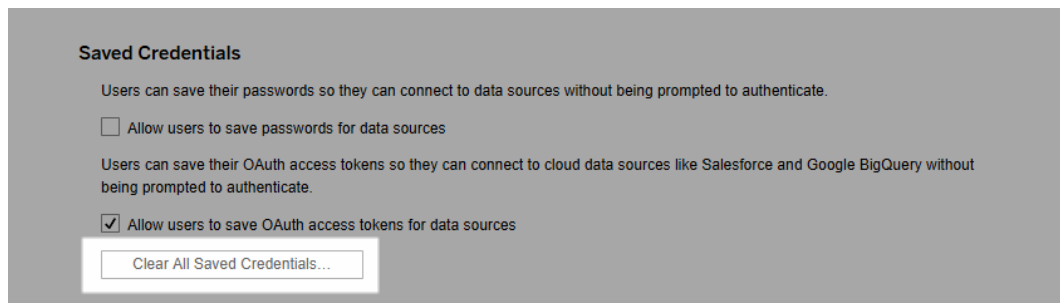 Saved Credentials
Users can save their passwords so they can connect to data sources without being prompted to authenticate.
Allow users to save passwords for data sources
Users can save their OAuth access tokens so they can connect to cloud data sources like Salesforce and Google BigQuery without
being prompted to authenticate.
Allow users to save OAuth access tokens for data sources
Clear All Saved Credentials…